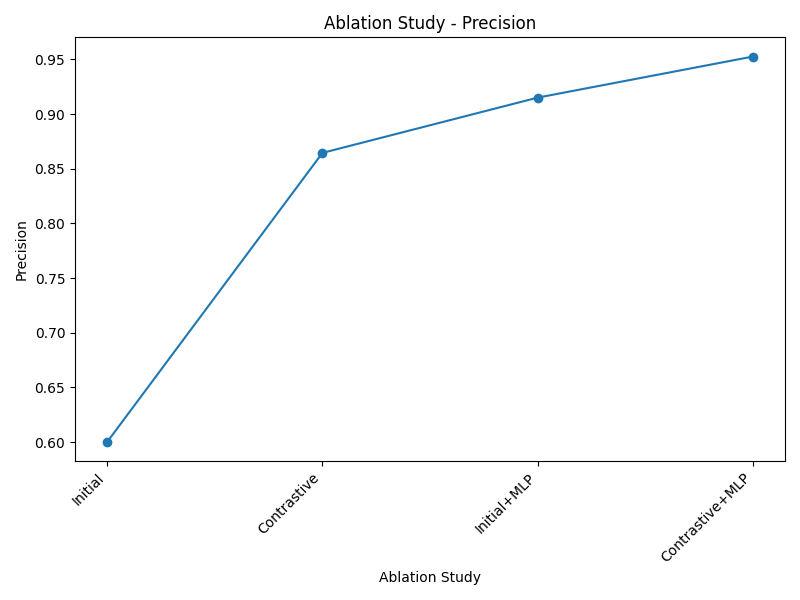 Ablation Study - Precision
0.95
0.90
0.85
0.80
0.75
0.70
0.65
0.60
Precision
Initial
Contrastive
Initial+MLP
Contrastive+MLP
Ablation Study